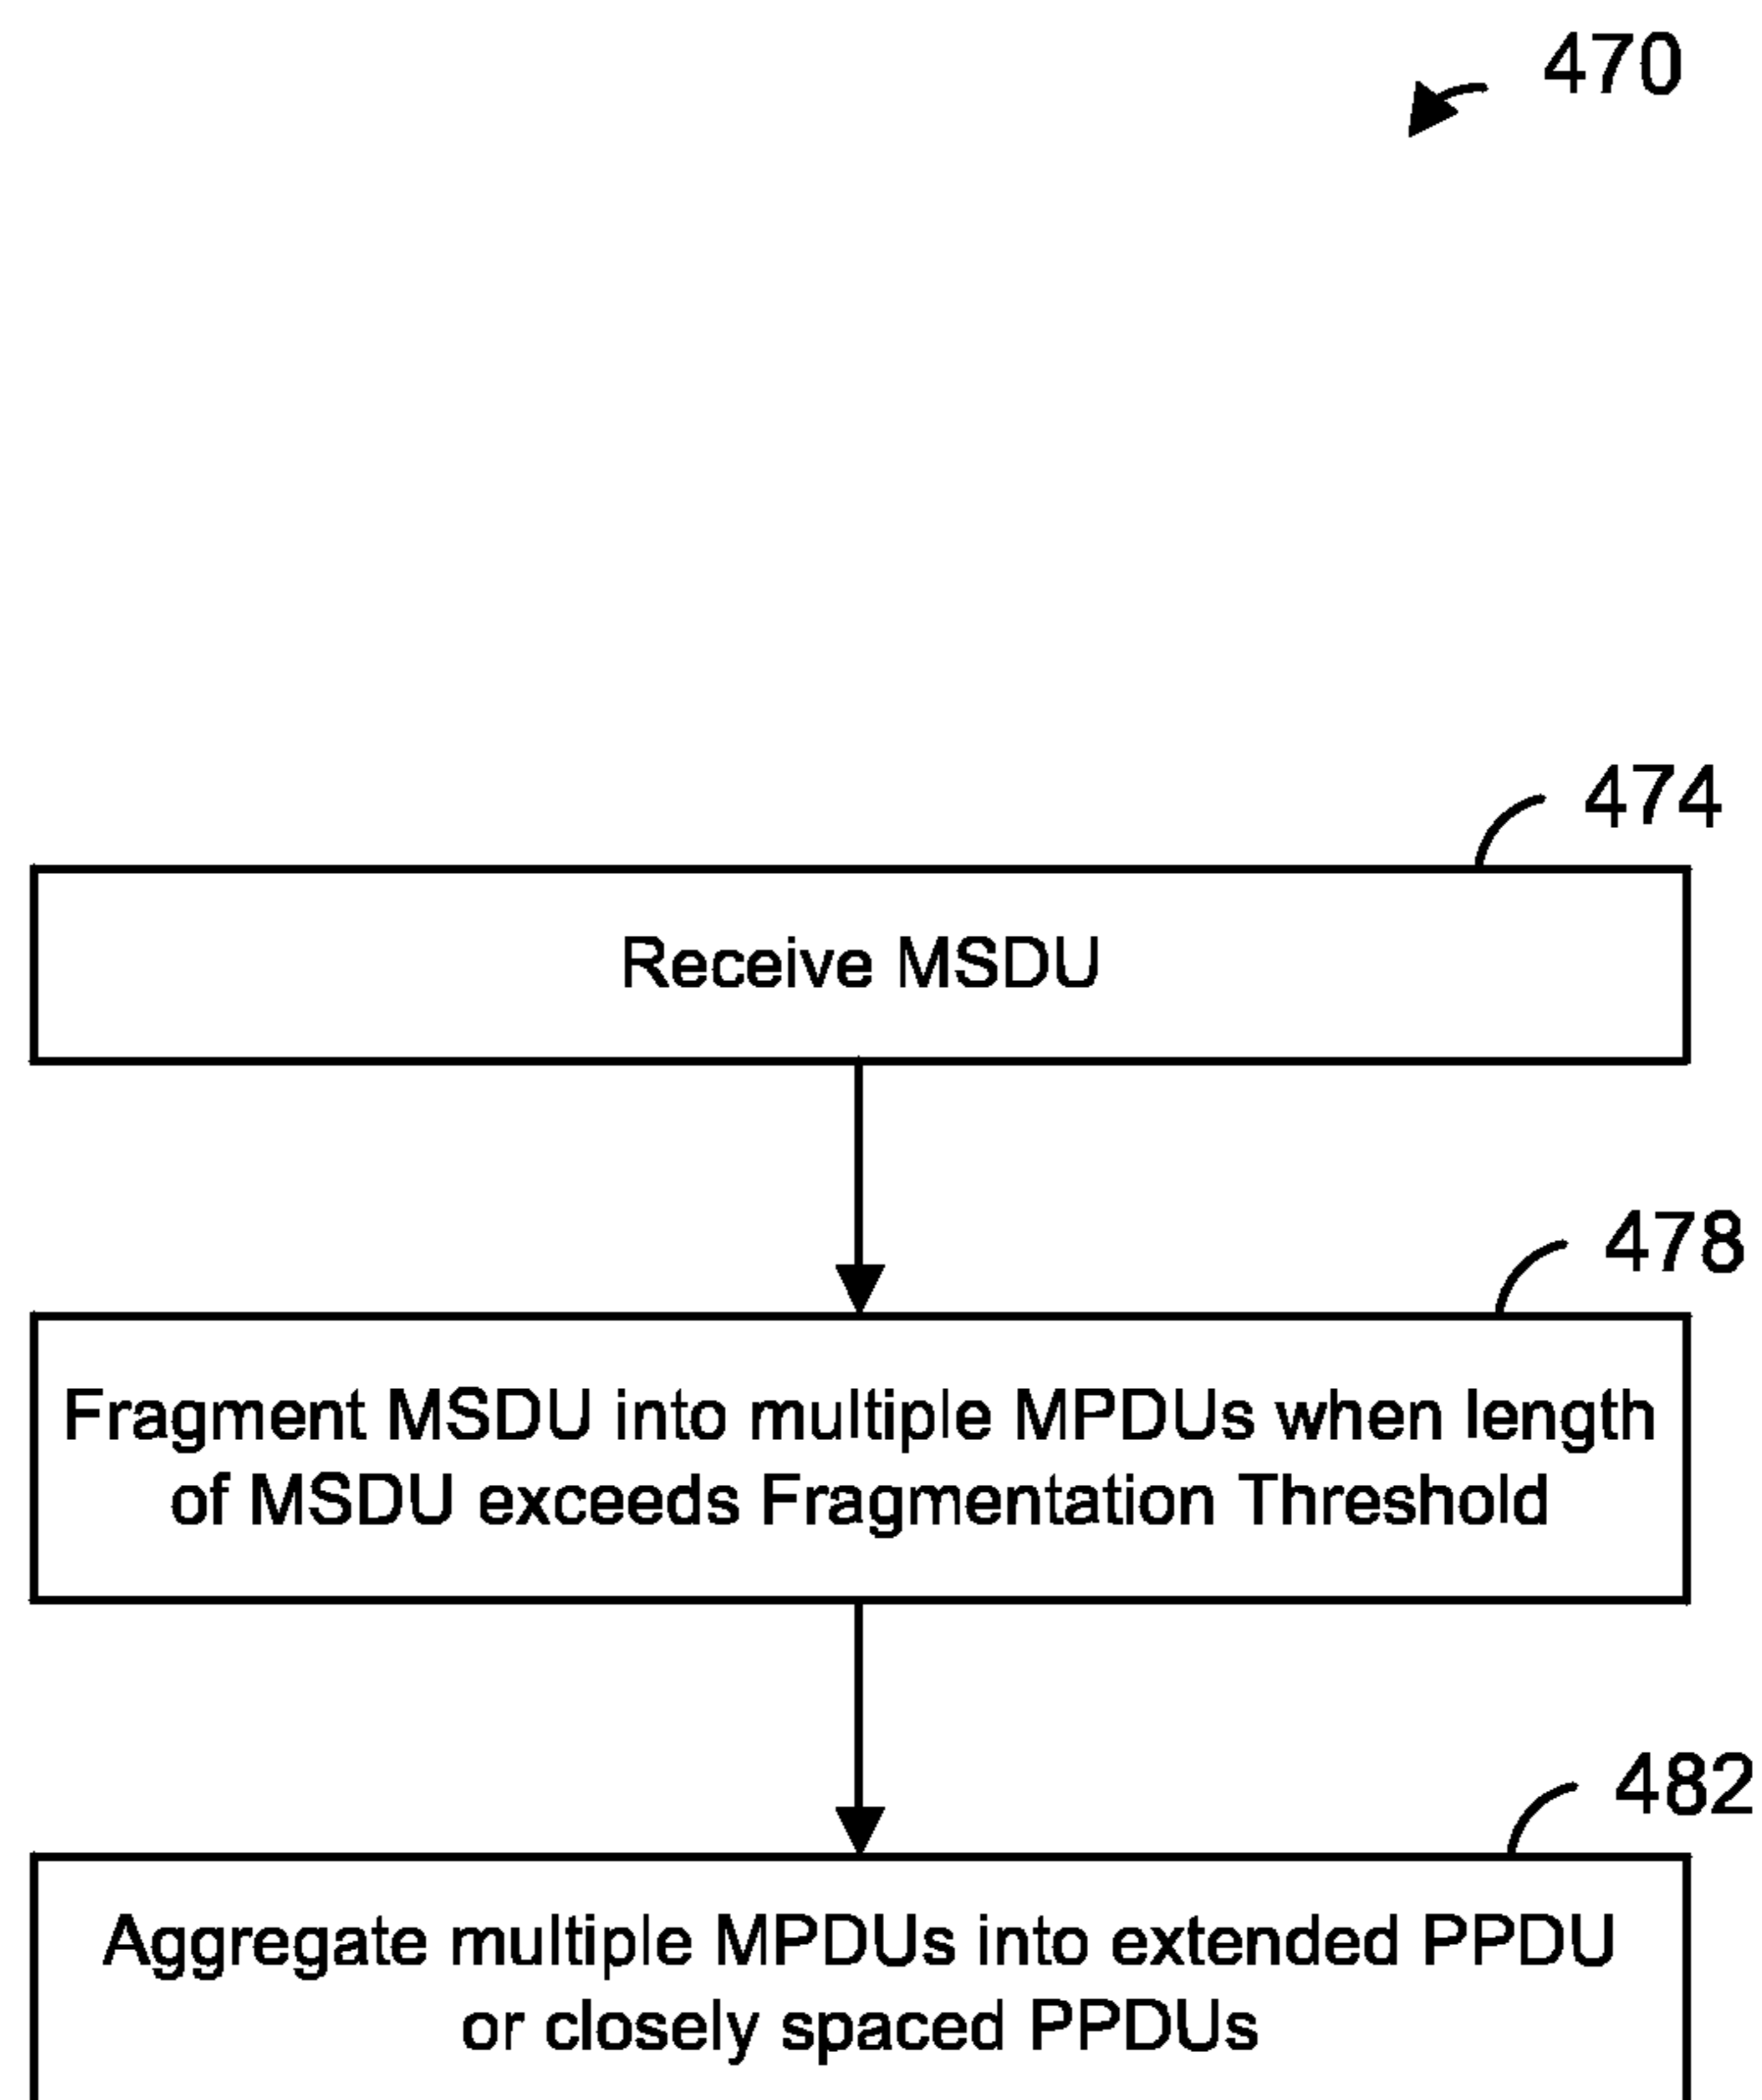 470
474
Receive MSDU
478
Fragment MSDU into multiple MPDUs when length
of MSDU exceeds Fragmentation Threshold
482
Aggregate multiple MPDUs into extended PPDU
or closely spaced PPDUs